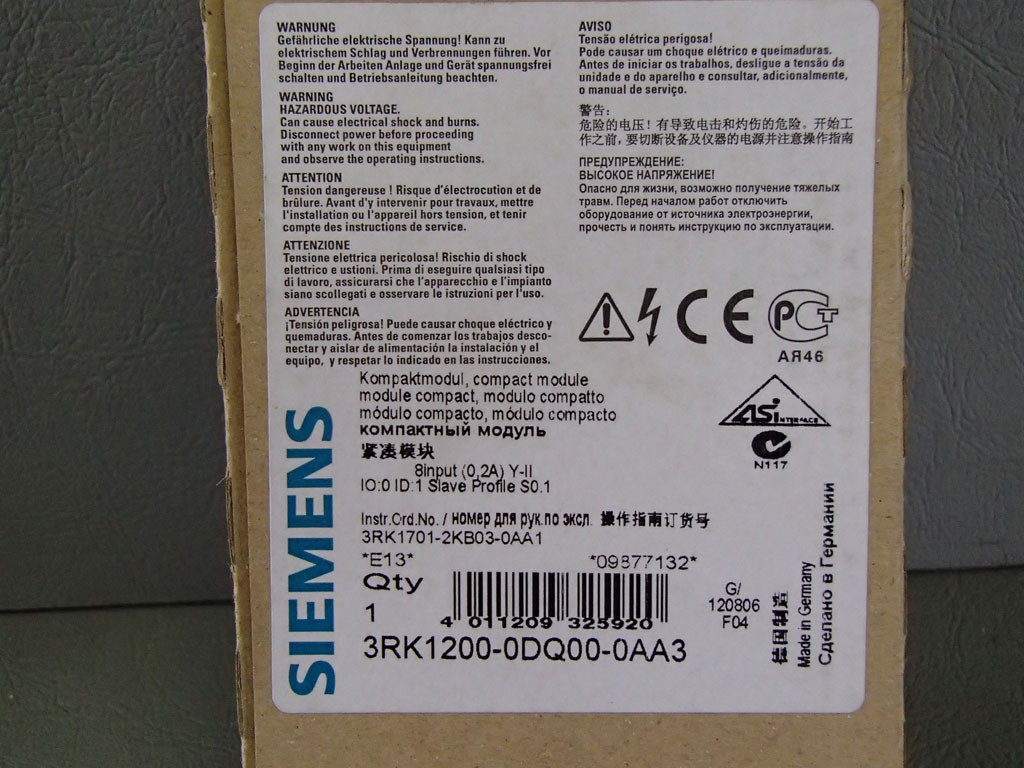 WARNUNG
Gefährliche elektrische Spannung! Kann zu
elektrischem Schlag und Verbrennungen führen. Vor
Beginn der Arbeiten Anlage und Gerät spannungsfrei
schalten und Betriebsanleitung beachten.
WARNING
HAZARDOUS VOLTAGE.
Can cause electrical shock and burns.
Disconnect power before proceeding
with any work on this equipment
and observe the operating instructions.
ATTENTION
Tension dangereuse ! Risque d'électrocution et de
brûlure. Avant d'y intervenir pour travaux, mettre
l'installation ou l'appareil hors tension, et tenir
compte des instructions de service.
ATTENZIONE
Tensione elettrica pericolosa! Rischio di shock
elettrico e ustioni. Prima di eseguire qualsiasi tipo
di lavoro, assicurarsi che l'apparecchio e l'impianto
siano scollegati e osservare le istruzioni per l'uso.
ADVERTENCIA
¡Tensión peligrosa! Puede causar choque eléctrico y
quemaduras. Antes de comenzar los trabajos desco-
nectar y aislar de alimentación la instalación y el
equipo, y respetar lo indicado en las instrucciones.
AVISO
Tensão elétrica perigosa!
Pode causar um choque elétrico e queimaduras.
Antes de iniciar os trabalhos, desligue a tensão da
unidade e do aparelho e consultar, adicionalmente,
o manual de serviço.
警告:
危险的电压! 有导致电击和灼伤的危险。开始工
作之前, 要切断设备及仪器的电源并注意操作指南
ПРЕДУПРЕЖДЕНИЕ:
ВЫСОКОЕ НАПРЯЖЕНИЕ!
Опасно для жизни, возможно получение тяжелых
травм. Перед началом работ отключить
оборудование от источника электроэнергии,
прочесть и понять инструкцию по эксплуатации.
CE
PCT
АЯ46
Kompaktmodul, compact module
module compact, modulo compatto
módulo compacto, módulo compacto
компактный модуль
紧凑模块
8input (0,2A) Y-II
IO:0 ID:1 Slave Profile S0.1
ASi INTERFACE
N117
Instr.Ord.No. / номер для рук.по экспл. 操作指南订货号
3RK1701-2KB03-0AA1
*E13* *09877132*
Qty
1
4 011209 325920
3RK1200-0DQ00-0AA3
G/
120806
F04
德国制造
Made in Germany
Сделано в Германии
SIEMENS